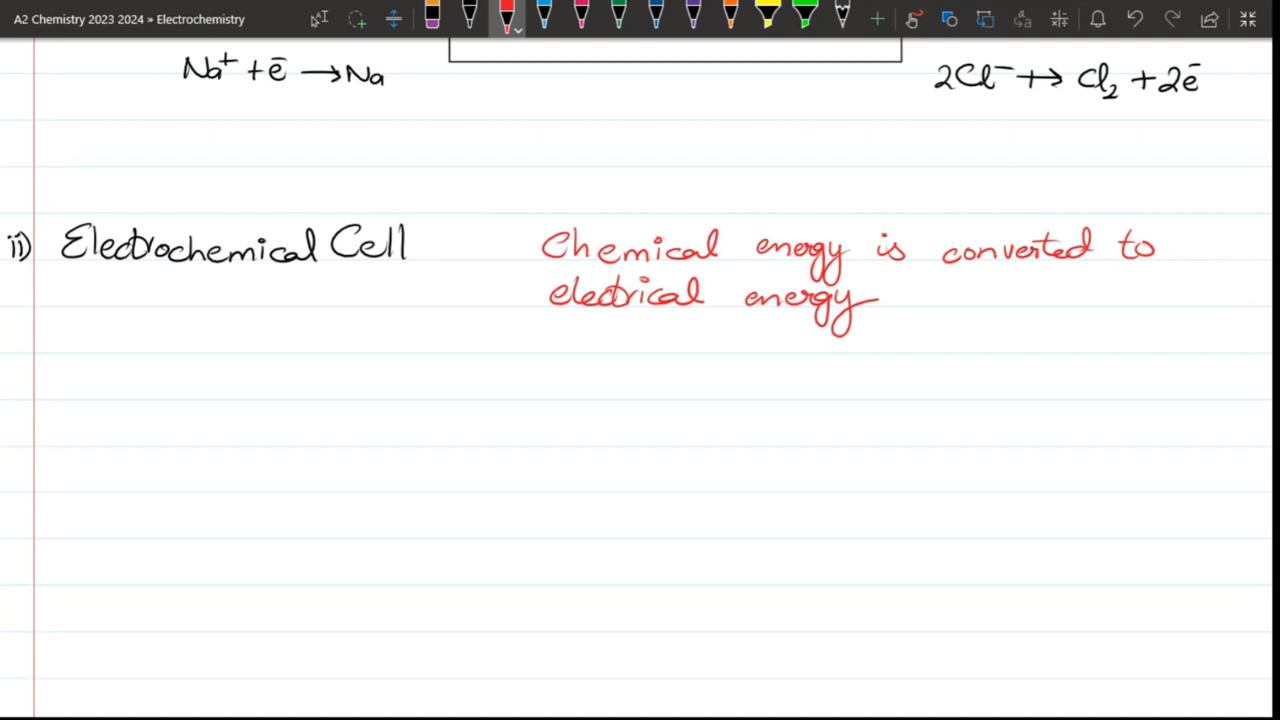 A2 Chemistry 2023 2024 » Electrochemistry
Na⁺ + ē → Na
2Cl⁻ → Cl₂ + 2ē
ii) Electrochemical Cell
Chemical energy is converted to
electrical energy